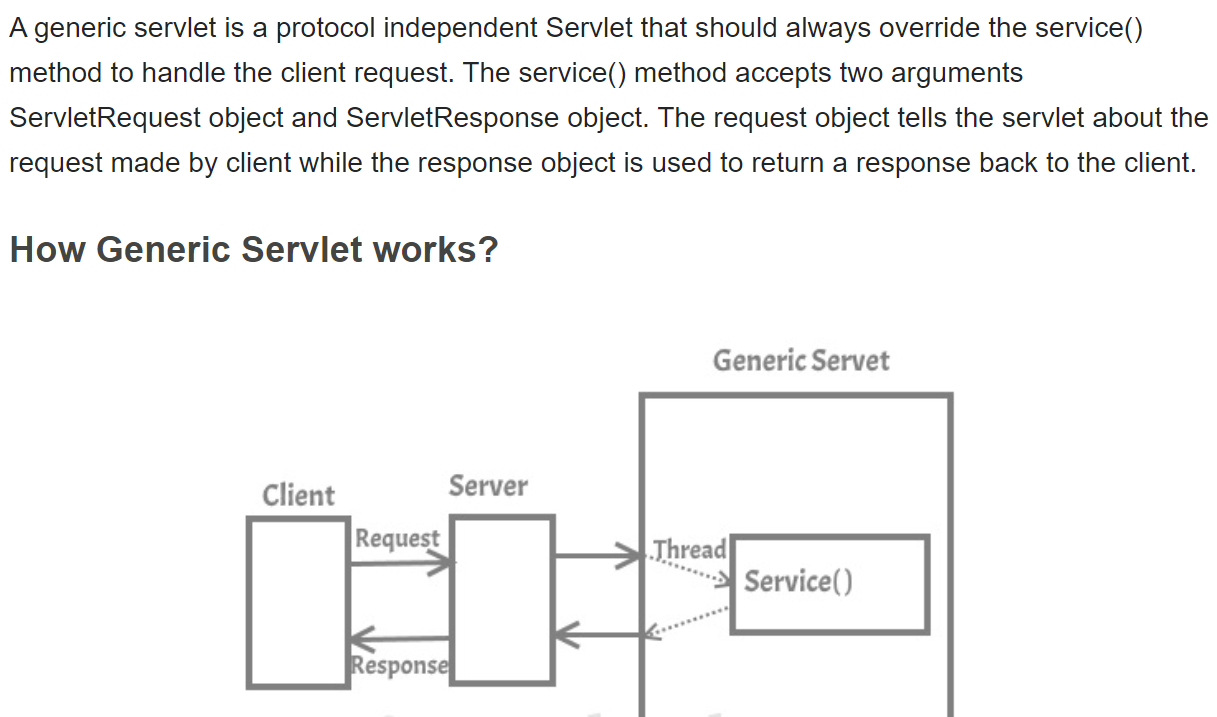 A generic servlet is a protocol independent Servlet that should always override the service()
method to handle the client request. The service() method accepts two arguments
ServletRequest object and ServletResponse object. The request object tells the servlet about the
request made by client while the response object is used to return a response back to the client.
How Generic Servlet works?
Generic Servet
Client
Server
Request
Thread
Service()
Response